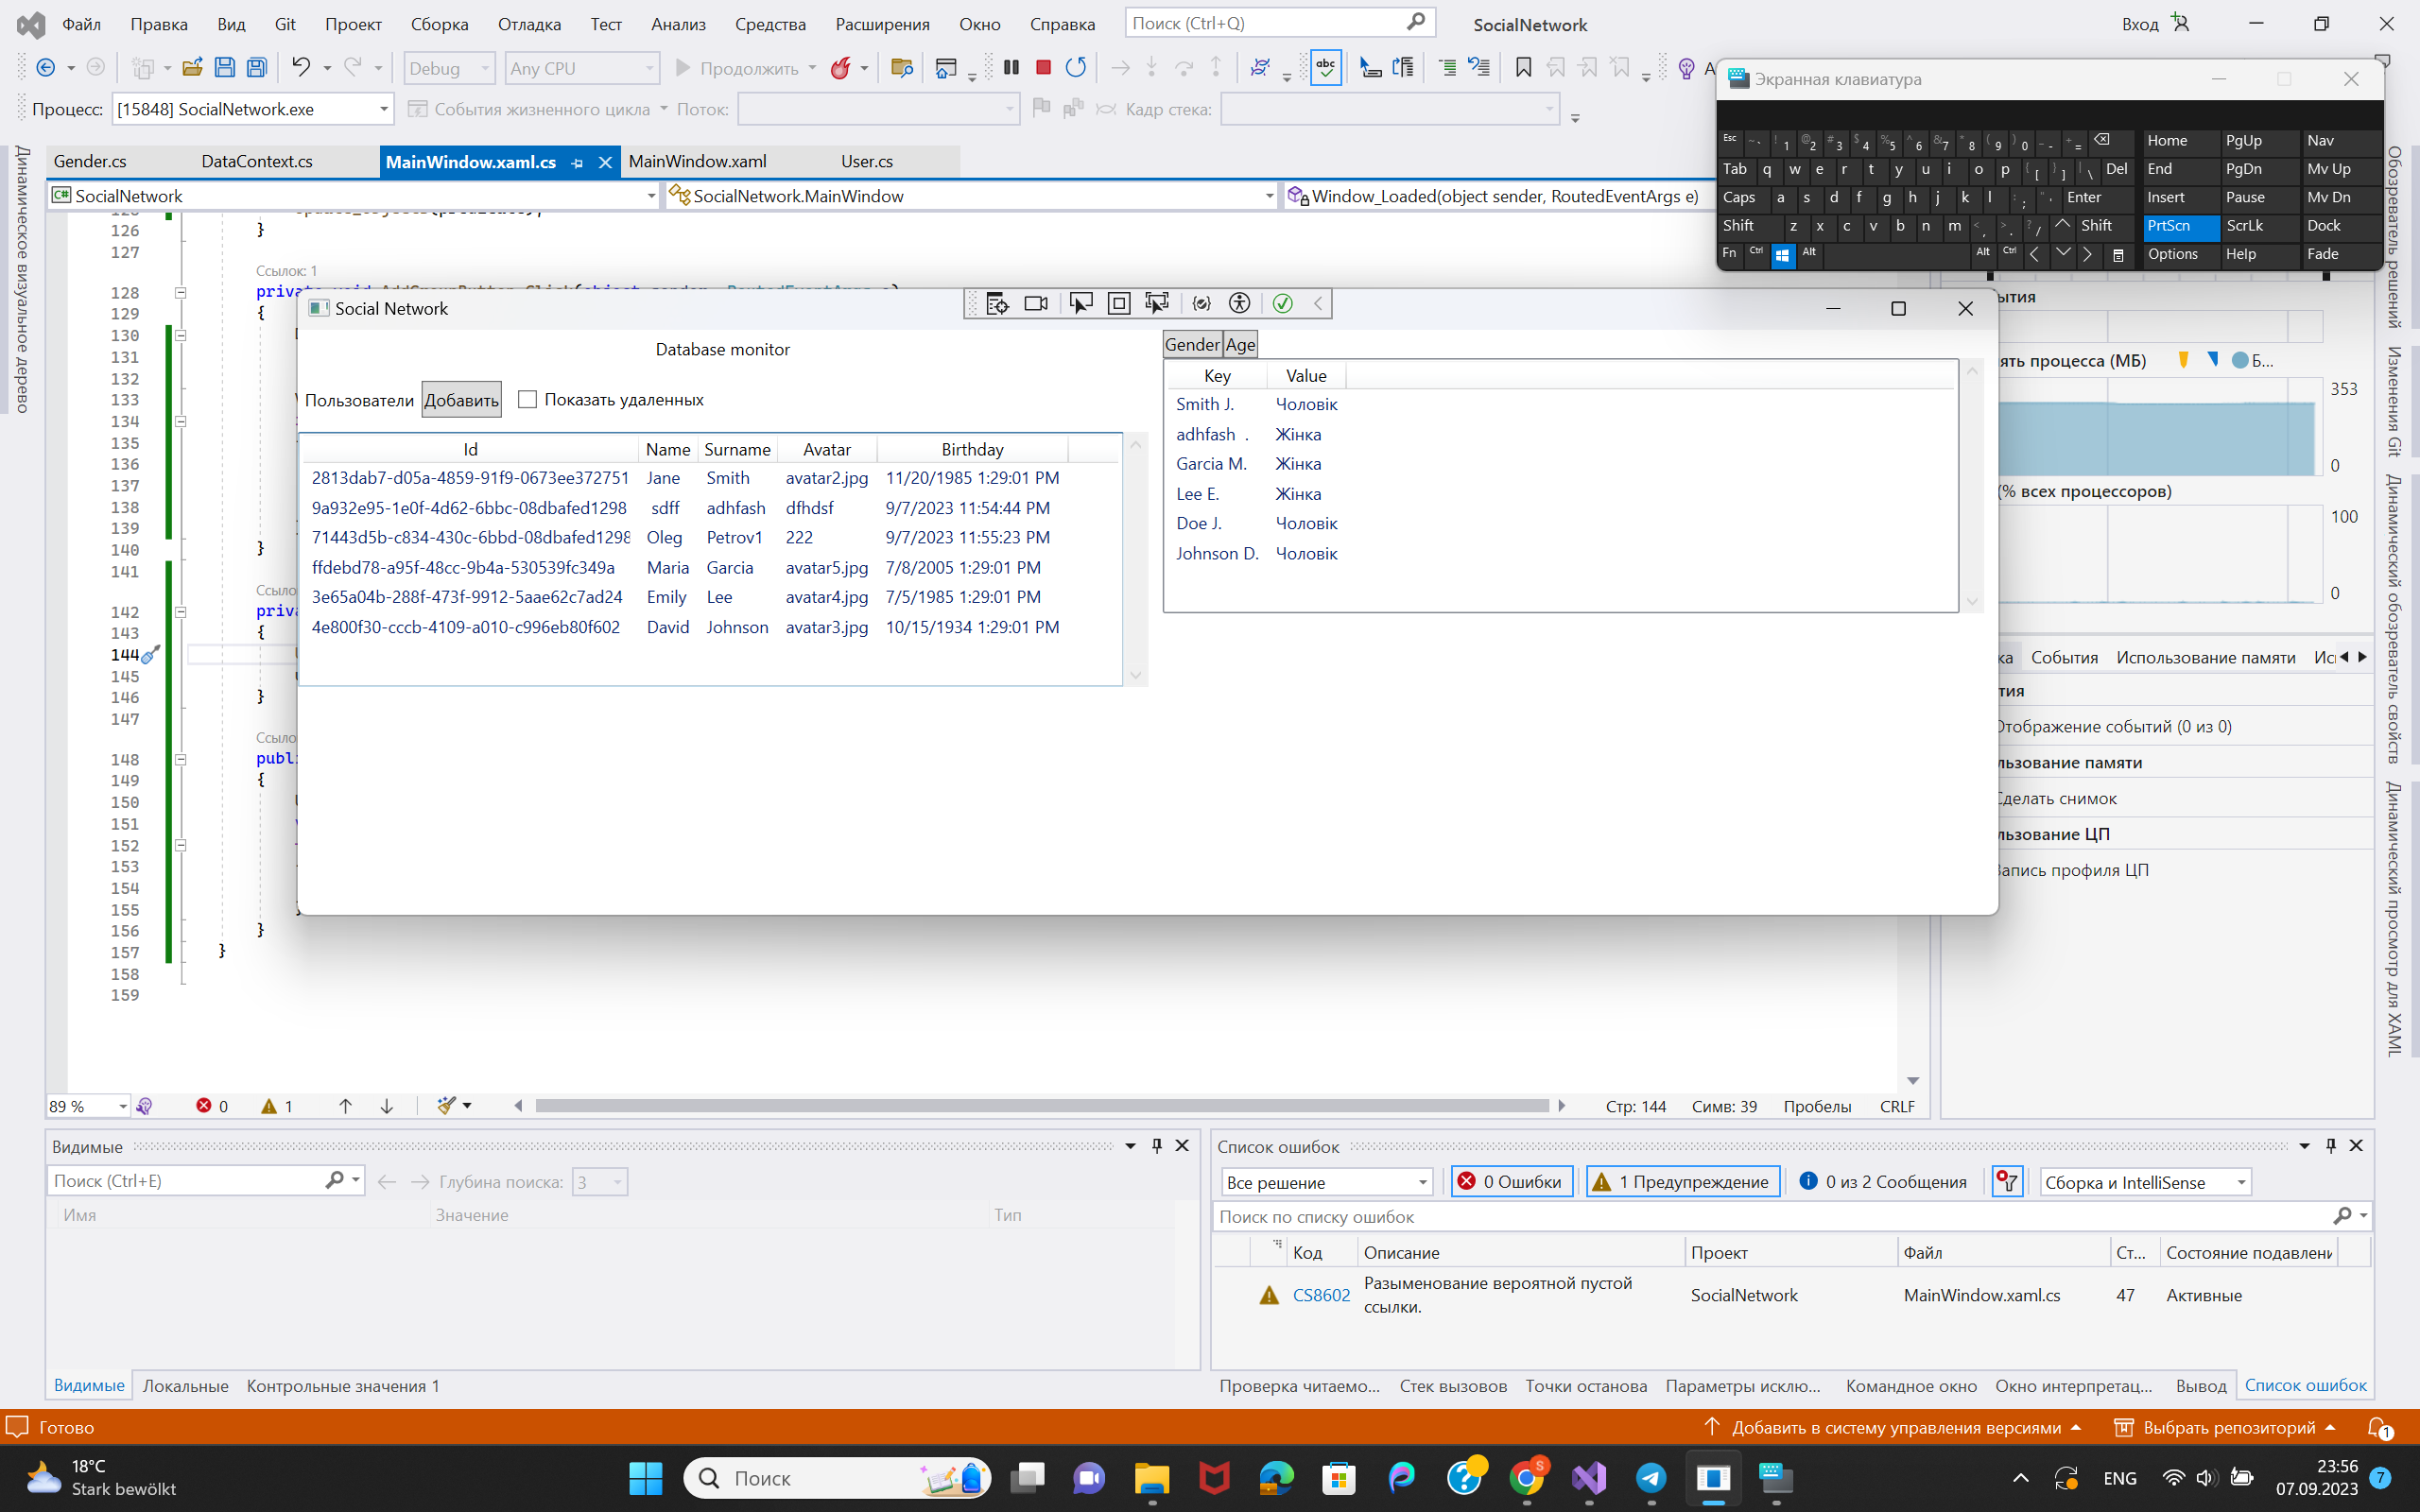 Файл Правка Вид Git Проект Сборка Отладка Тест Анализ Средства Расширения Окно Справка Поиск (Ctrl+Q) SocialNetwork Вход
Debug Any CPU Продолжить
Процесс: [15848] SocialNetwork.exe События жизненного цикла Поток: Кадр стека:
Экранная клавиатура
Esc ~ ` ! 1 @ 2 # 3 $ 4 % 5 ^ 6 & 7 * 8 ( 9 ) 0 - + = Home PgUp Nav
Tab q w e r t y u i o p { [ } ] | \ Del End PgDn Mv Up
Caps a s d f g h j k l : ; " ' Enter Insert Pause Mv Dn
Shift z x c v b n m < , > . ? / Shift PrtScn ScrLk Dock
Fn Ctrl Alt Alt Ctrl Options Help Fade
Gender.cs DataContext.cs MainWindow.xaml.cs MainWindow.xaml User.cs
SocialNetwork SocialNetwork.MainWindow Window_Loaded(object sender, RoutedEventArgs e)
126 }
127
Ссылок: 1
128
129 {
130
131
132
133
134
135
136
137
138
139
140 }
141
Ссыло
142 priva
143 {
144
145
146 }
147
Ссыло
148 publi
149 {
150
151
152
153
154
155
156 }
157 }
158
159
Social Network
Database monitor
Пользователи Добавить Показать удаленных
Id Name Surname Avatar Birthday
2813dab7-d05a-4859-91f9-0673ee372751 Jane Smith avatar2.jpg 11/20/1985 1:29:01 PM
9a932e95-1e0f-4d62-6bbc-08dbafed1298 sdff adhfash dfhdsf 9/7/2023 11:54:44 PM
71443d5b-c834-430c-6bbd-08dbafed1298 Oleg Petrov1 222 9/7/2023 11:55:23 PM
ffdebd78-a95f-48cc-9b4a-530539fc349a Maria Garcia avatar5.jpg 7/8/2005 1:29:01 PM
3e65a04b-288f-473f-9912-5aae62c7ad24 Emily Lee avatar4.jpg 7/5/1985 1:29:01 PM
4e800f30-cccb-4109-a010-c996eb80f602 David Johnson avatar3.jpg 10/15/1934 1:29:01 PM
Gender Age
Key Value
Smith J. Чоловік
adhfash . Жінка
Garcia M. Жінка
Lee E. Жінка
Doe J. Чоловік
Johnson D. Чоловік
ытия
ять процесса (МБ) Б...
353
0
(% всех процессоров)
100
0
ка События Использование памяти Ис
тия
Отображение событий (0 из 0)
льзование памяти
Сделать снимок
льзование ЦП
Запись профиля ЦП
Динамическое визуальное дерево
Обозреватель решений
Изменения Git
Динамический обозреватель свойств
Динамический просмотр для XAML
89 % 0 1 Стр: 144 Симв: 39 Пробелы CRLF
Видимые
Поиск (Ctrl+E) Глубина поиска: 3
Имя Значение Тип
Видимые Локальные Контрольные значения 1
Список ошибок
Все решение 0 Ошибки 1 Предупреждение 0 из 2 Сообщения Сборка и IntelliSense
Поиск по списку ошибок
Код Описание Проект Файл Ст... Состояние подавлени
CS8602 Разыменование вероятной пустой
ссылки. SocialNetwork MainWindow.xaml.cs 47 Активные
Проверка читаемо... Стек вызовов Точки останова Параметры исклю... Командное окно Окно интерпретац... Вывод Список ошибок
Готово Добавить в систему управления версиями Выбрать репозиторий 1
18°C
Stark bewölkt
Поиск
S
ENG
23:56
07.09.2023
7